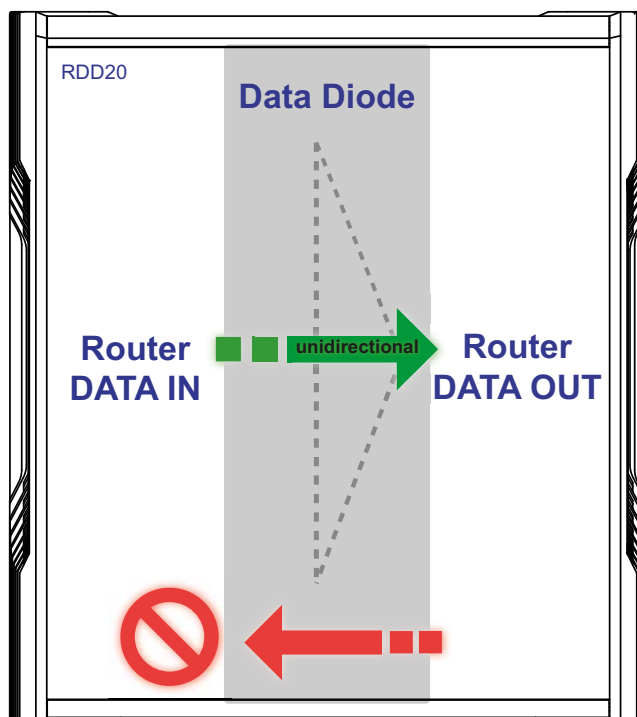 RDD20
Data Diode
Router
DATA IN
unidirectional
Router
DATA OUT